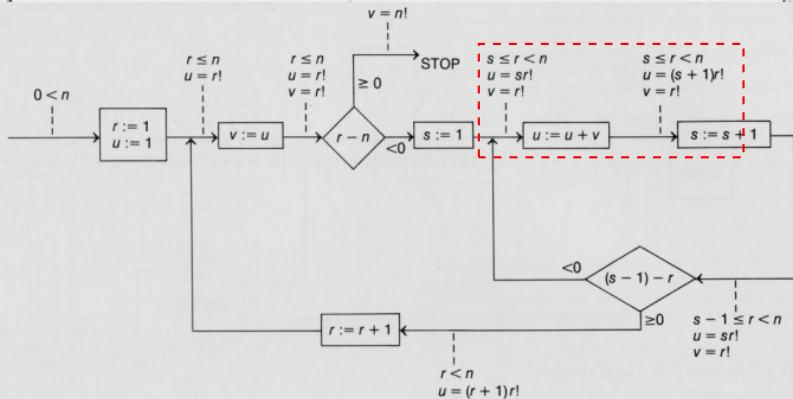 v = n!
STOP
0 < n
r := 1
u := 1
r ≤ n
u = r!
v := u
r ≤ n
u = r!
v = r!
r – n
≥ 0
<0
s := 1
s ≤ r < n
u = sr!
v = r!
u := u + v
s ≤ r < n
u = (s + 1)r!
v = r!
s := s + 1
(s – 1) – r
<0
≥0
s – 1 ≤ r < n
u = sr!
v = r!
r := r + 1
r < n
u = (r + 1)r!